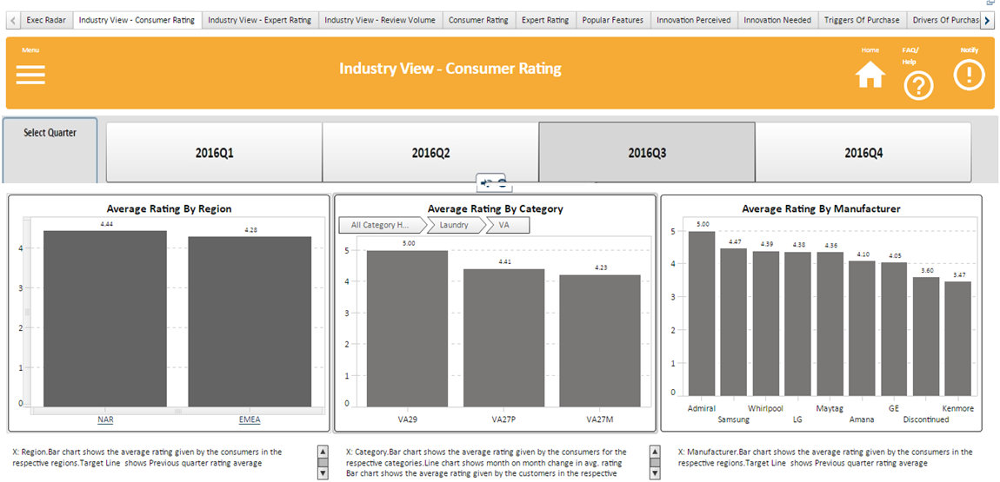 Exec Radar
Industry View - Consumer Rating
Industry View - Expert Rating
Industry View - Review Volume
Consumer Rating
Expert Rating
Popular Features
Innovation Perceived
Innovation Needed
Triggers Of Purchase
Drivers Of Purchas
Menu
Industry View - Consumer Rating
Home
FAQ/
Help
Notify
Select Quarter
2016Q1
2016Q2
2016Q3
2016Q4
Average Rating By Region
4.44
4.28
4
3
2
1
0
NAR
EMEA
Average Rating By Category
All Category H...
Laundry
VA
5.00
4.41
4.23
5
4
3
2
1
0
VA29
VA27P
VA27M
Average Rating By Manufacturer
5.00
4.47
4.39
4.38
4.36
4.10
4.05
3.60
3.47
5
4
3
2
1
0
Admiral
Samsung
Whirlpool
LG
Maytag
Amana
GE
Discontinued
Kenmore
X: Region.Bar chart shows the average rating given by the consumers in the
respective regions.Target Line shows Previous quarter rating average
X: Category.Bar chart shows the average rating given by the consumers for the
respective categories.Line chart shows month on month change in avg. rating
Bar chart shows the average rating given by the customers in the respective
X: Manufacturer.Bar chart shows the average rating given by the consumers in the
respective regions.Target Line shows Previous quarter rating average